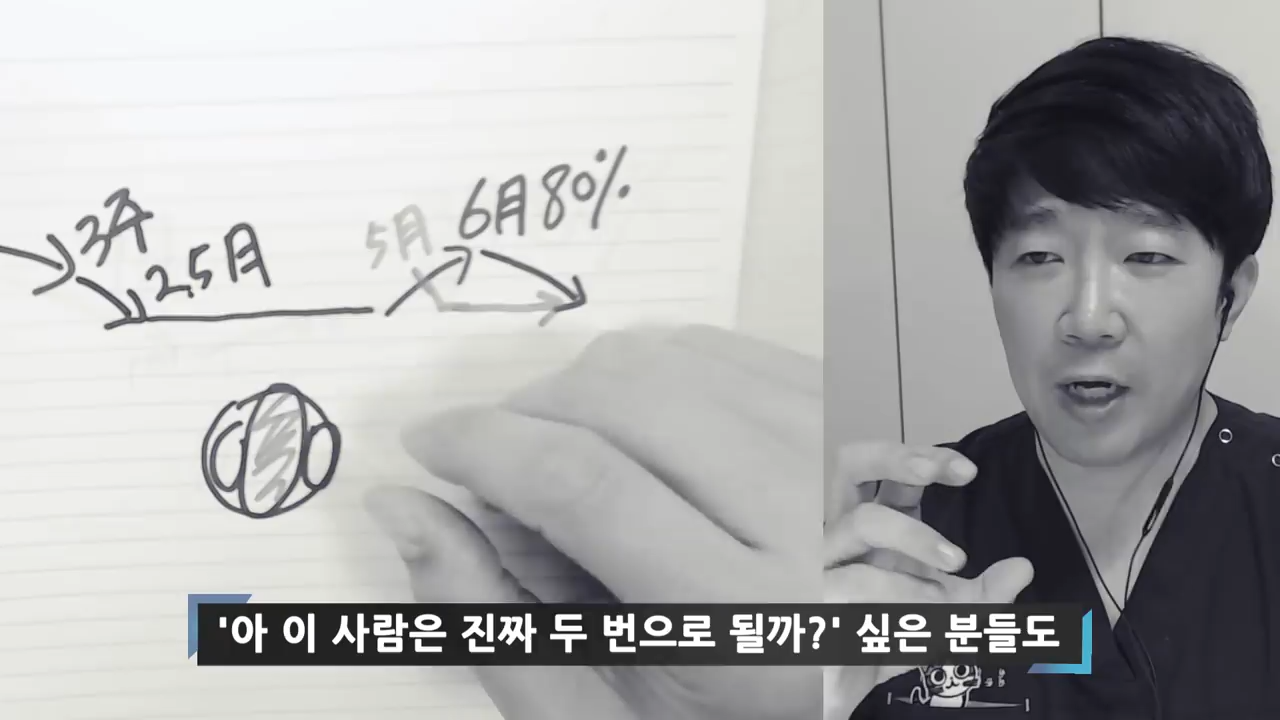 3주
2.5月
5月
6月 80%
'아 이 사람은 진짜 두 번으로 될까?' 싶은 분들도